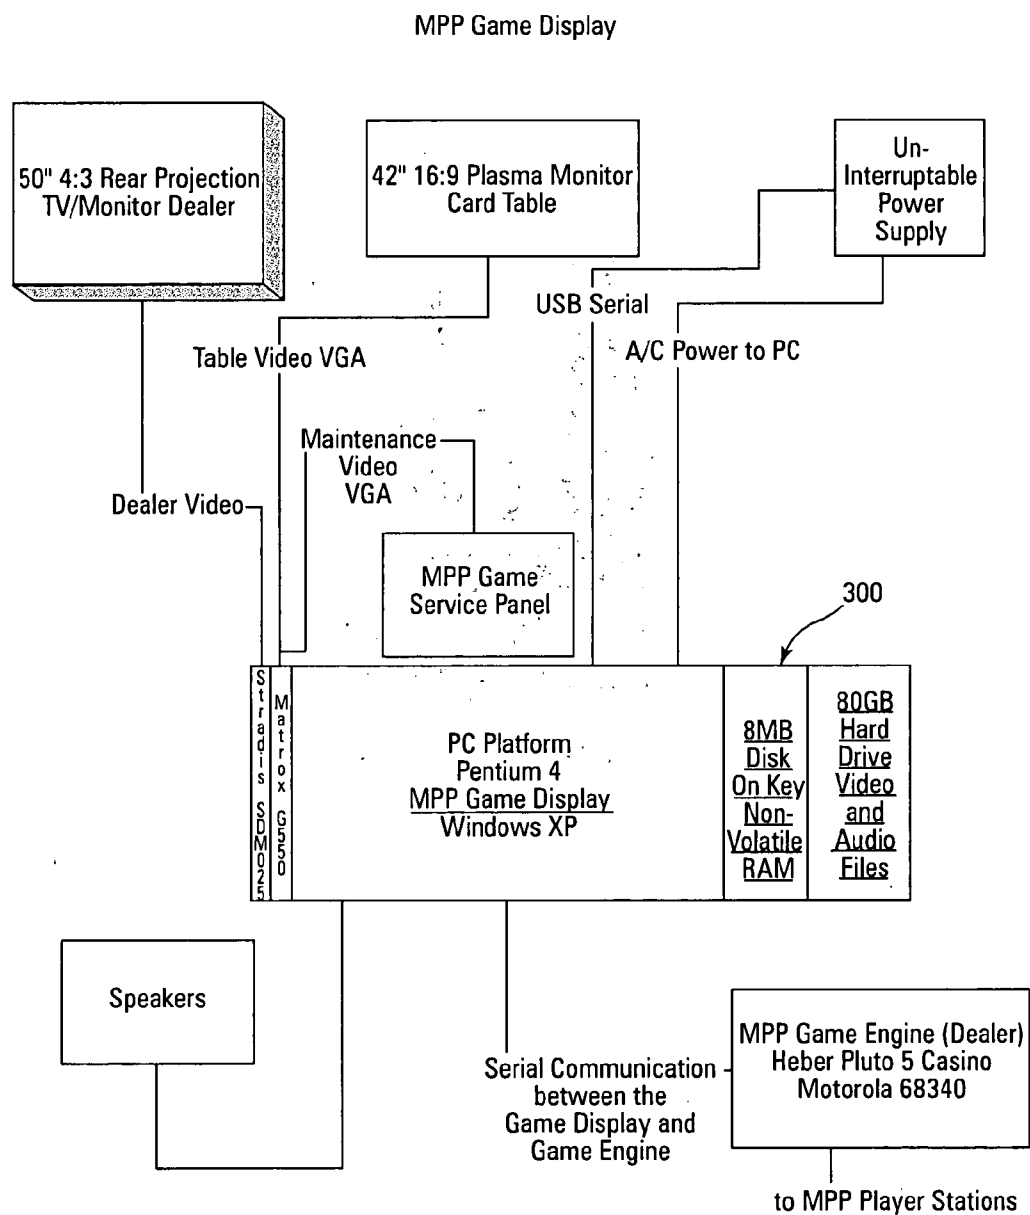 MPP Game Display
50" 4:3 Rear Projection
TV/Monitor Dealer
42" 16:9 Plasma Monitor
Card Table
Un-
Interruptable
Power
Supply
USB Serial
Table Video VGA
A/C Power to PC
Maintenance
Video
VGA
Dealer Video
MPP Game
Service Panel
300
Stradis SDM025
Matrox G550
PC Platform
Pentium 4
MPP Game Display
Windows XP
8MB
Disk
On Key
Non-
Volatile
RAM
80GB
Hard
Drive
Video
and
Audio
Files
Speakers
Serial Communication
between the
Game Display and
Game Engine
MPP Game Engine (Dealer)
Heber Pluto 5 Casino
Motorola 68340
to MPP Player Stations